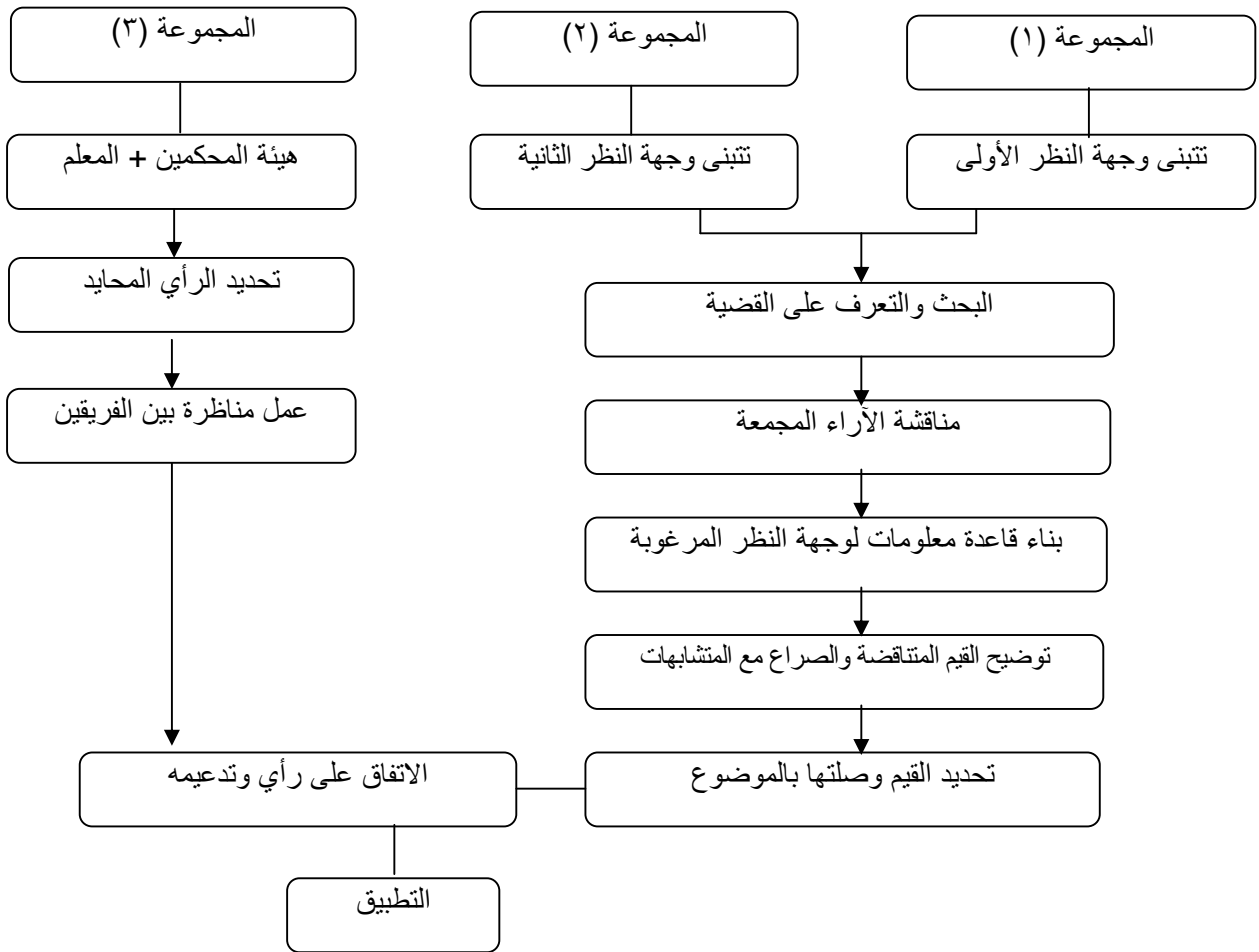 المجموعة (١)
المجموعة (٢)
المجموعة (٣)
تتبنى وجهة النظر الأولى
تتبنى وجهة النظر الثانية
هيئة المحكمين + المعلم
البحث والتعرف على القضية
تحديد الرأي المحايد
مناقشة الآراء المجمعة
عمل مناظرة بين الفريقين
بناء قاعدة معلومات لوجهة النظر المرغوبة
توضيح القيم المتناقضة والصراع مع المتشابهات
تحديد القيم وصلتها بالموضوع
الاتفاق على رأي وتدعيمه
التطبيق